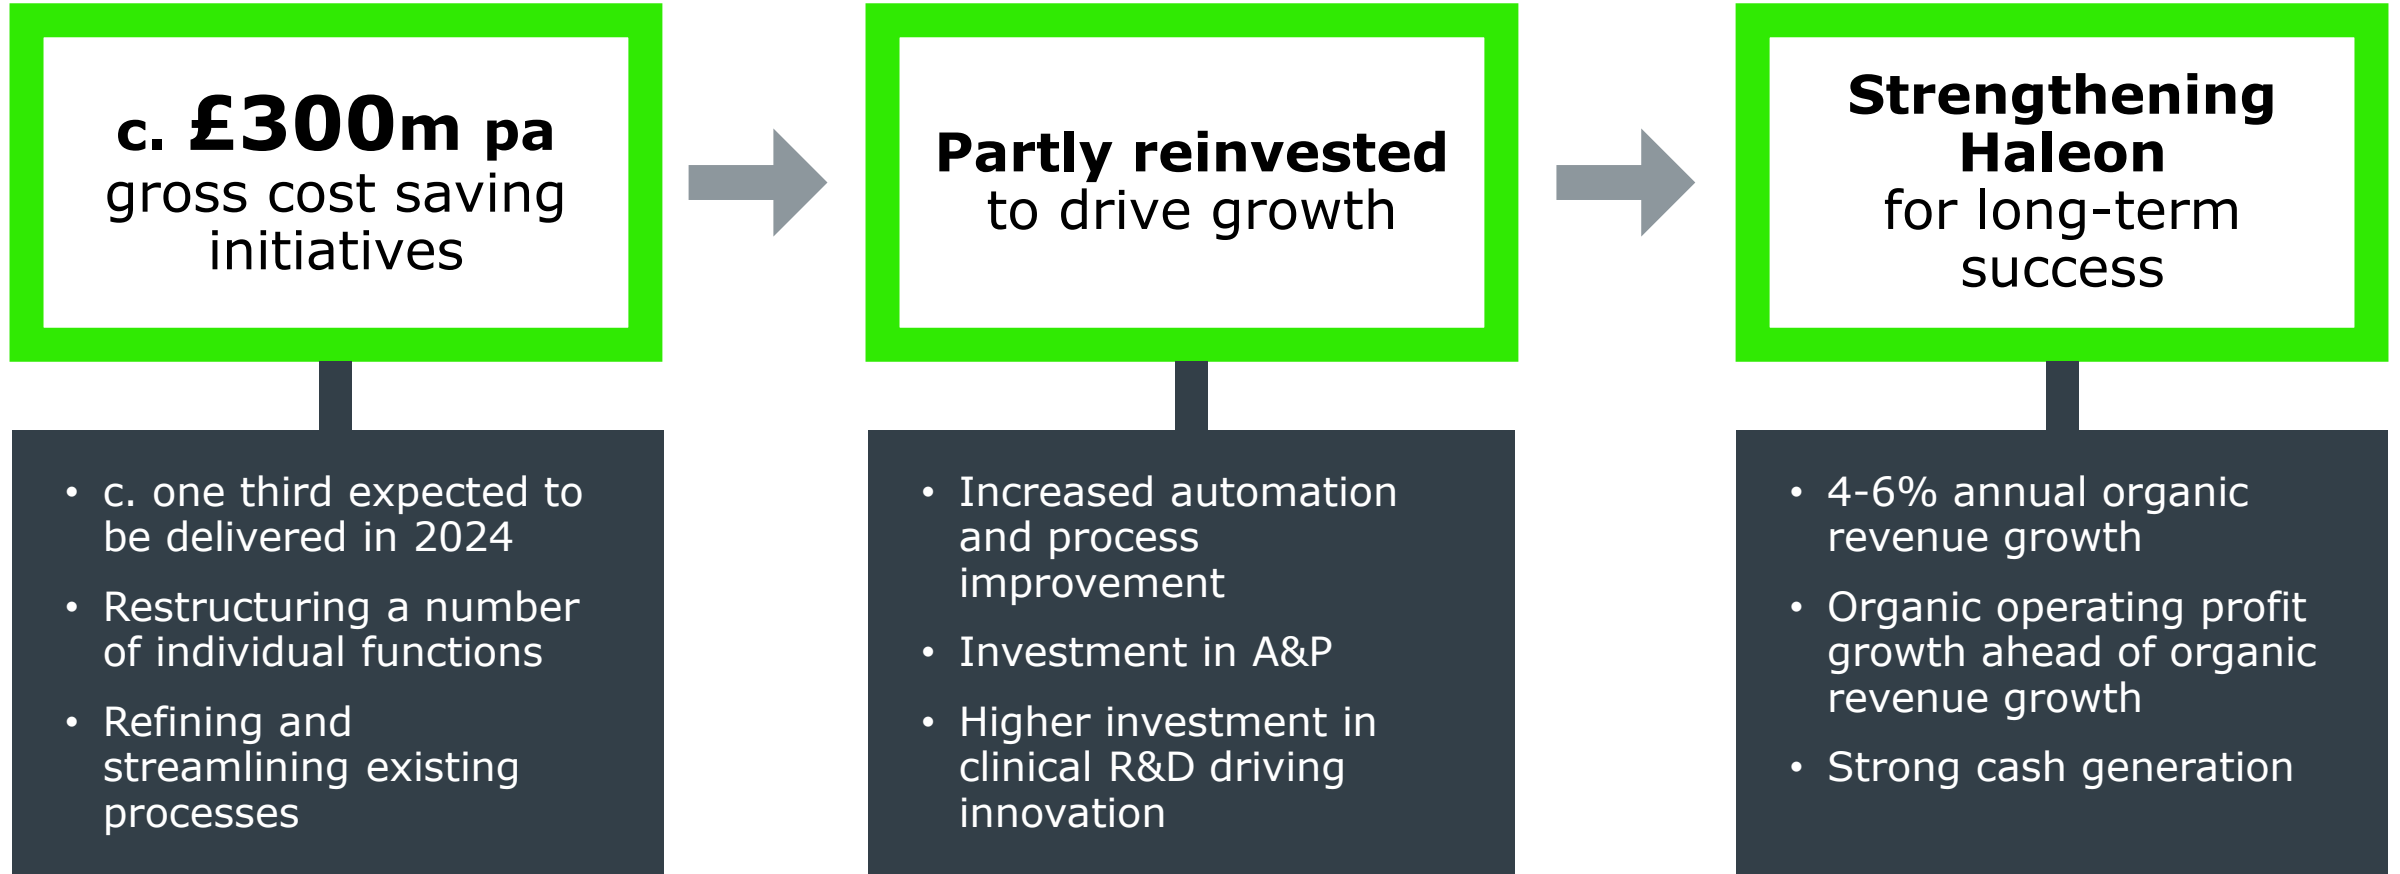 c. £300m pa
gross cost saving
initiatives
Partly reinvested
to drive growth
Strengthening
Haleon
for long-term
success
• c. one third expected to
be delivered in 2024
• Restructuring a number
of individual functions
• Refining and
streamlining existing
processes
• Increased automation
and process
improvement
• Investment in A&P
• Higher investment in
clinical R&D driving
innovation
• 4-6% annual organic
revenue growth
• Organic operating profit
growth ahead of organic
revenue growth
• Strong cash generation